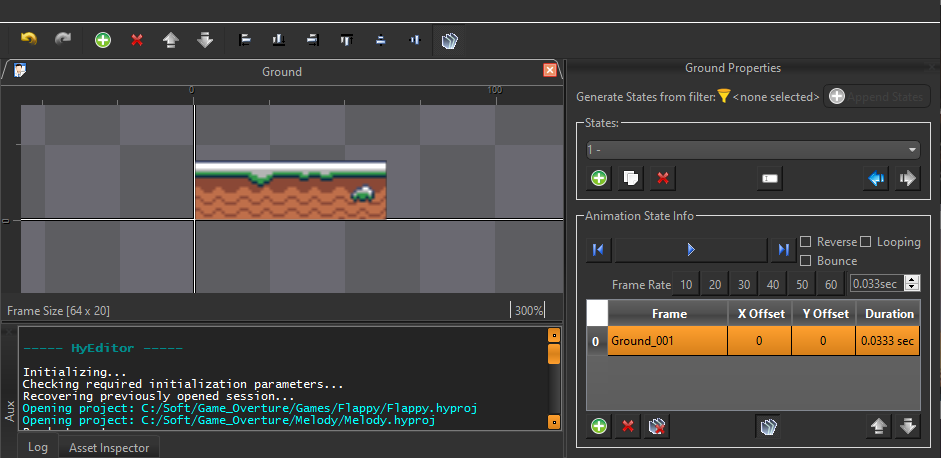 Ground
0
100
0
Frame Size [64 x 20]
300%
----- HyEditor -----
Initializing...
Checking required initialization parameters...
Recovering previously opened session...
Opening project: C:/Soft/Game_Overture/Games/Flappy/Flappy.hyproj
Opening project: C:/Soft/Game_Overture/Melody/Melody.hyproj
Aux
Log
Asset Inspector
Ground Properties
Generate States from filter:
<none selected>
Append States
States:
1 -
Animation State Info
Reverse
Looping
Bounce
Frame Rate
10
20
30
40
50
60
0.033sec
Frame X Offset Y Offset Duration
0 Ground_001 0 0 0.0333 sec